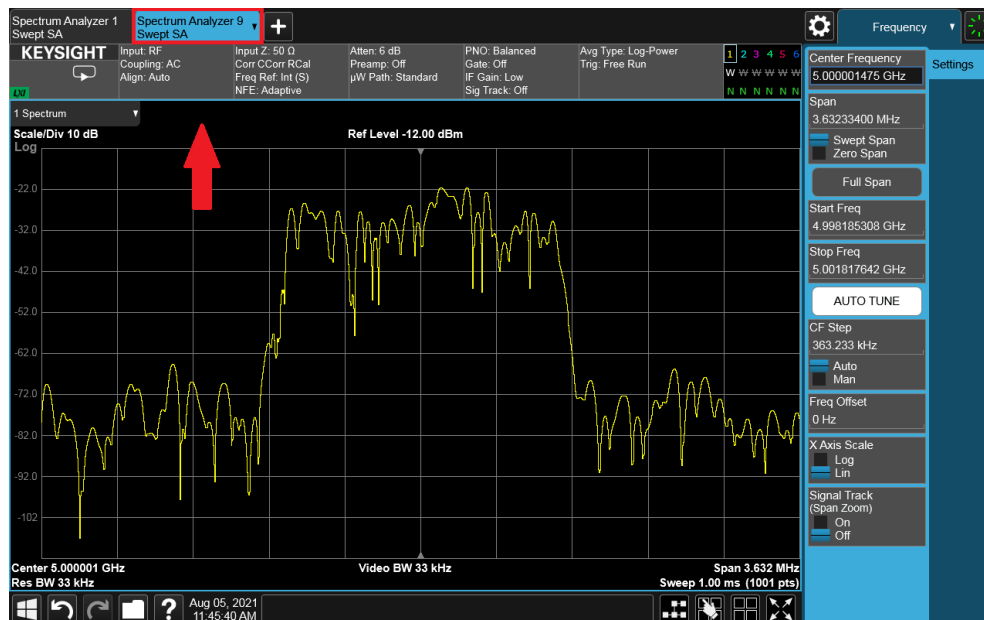 Spectrum Analyzer 1
Swept SA
Spectrum Analyzer 9
Swept SA
+
Frequency
KEYSIGHT
LXI
Input: RF
Coupling: AC
Align: Auto
Input Z: 50 Ω
Corr CCorr RCal
Freq Ref: Int (S)
NFE: Adaptive
Atten: 6 dB
Preamp: Off
µW Path: Standard
PNO: Balanced
Gate: Off
IF Gain: Low
Sig Track: Off
Avg Type: Log-Power
Trig: Free Run
1 2 3 4 5 6
W W W W W W
N N N N N N
Center Frequency
5.000001475 GHz
Settings
Span
3.63233400 MHz
Swept Span
Zero Span
Full Span
Start Freq
4.998185308 GHz
Stop Freq
5.001817642 GHz
AUTO TUNE
CF Step
363.233 kHz
Auto
Man
Freq Offset
0 Hz
X Axis Scale
Log
Lin
Signal Track
(Span Zoom)
On
Off
1 Spectrum
Scale/Div 10 dB
Ref Level -12.00 dBm
Log
-22.0
-32.0
-42.0
-52.0
-62.0
-72.0
-82.0
-92.0
-102
Center 5.000001 GHz
Video BW 33 kHz
Span 3.632 MHz
Res BW 33 kHz
Sweep 1.00 ms (1001 pts)
?
Aug 05, 2021
11:45:40 AM